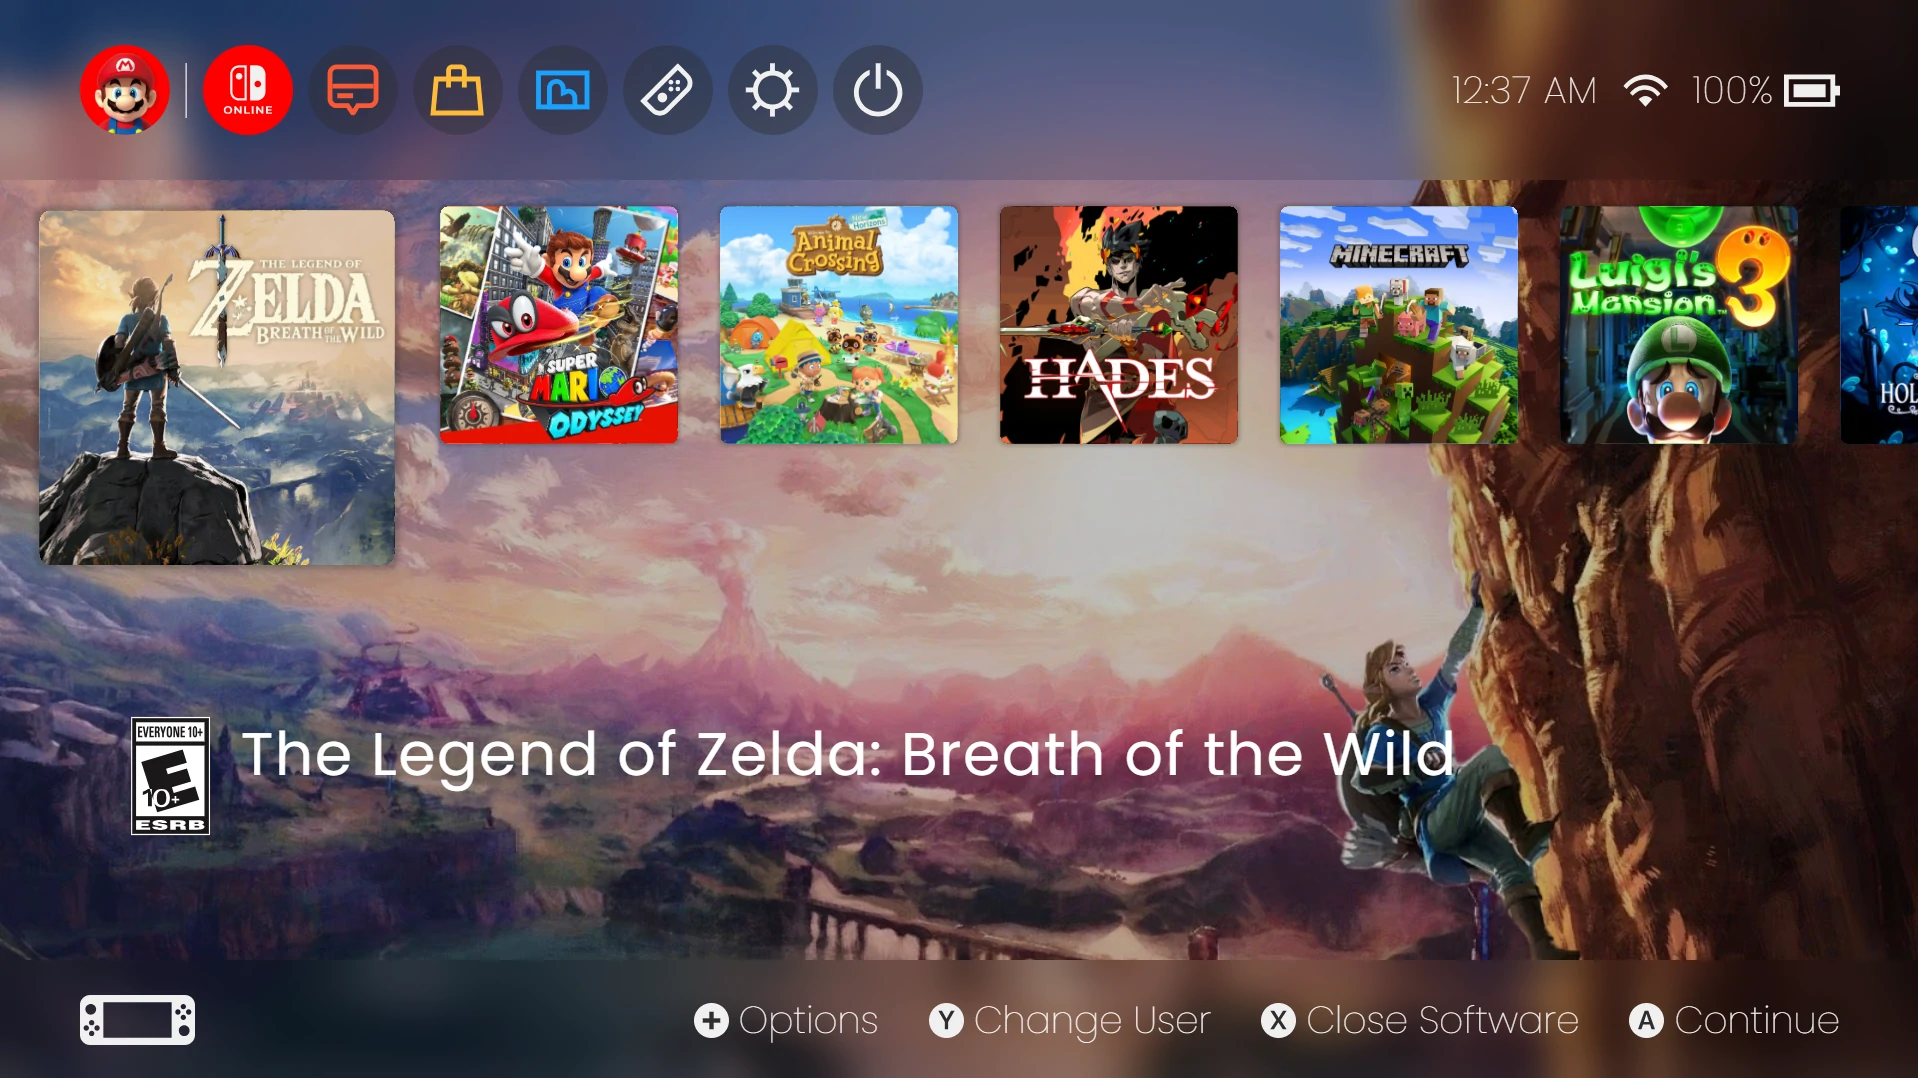 M
ONLINE
12:37 AM
100%
THE LEGEND OF
ZELDA
BREATH OF THE WILD
SUPER
MARIO
ODYSSEY
New
Horizons
Animal
Crossing
HADES
MINECRAFT
LUIGI'S
MANSION™
3
L
HOL
EVERYONE 10+
E
10+
ESRB
The Legend of Zelda: Breath of the Wild
+ Options
Y Change User
X Close Software
A Continue